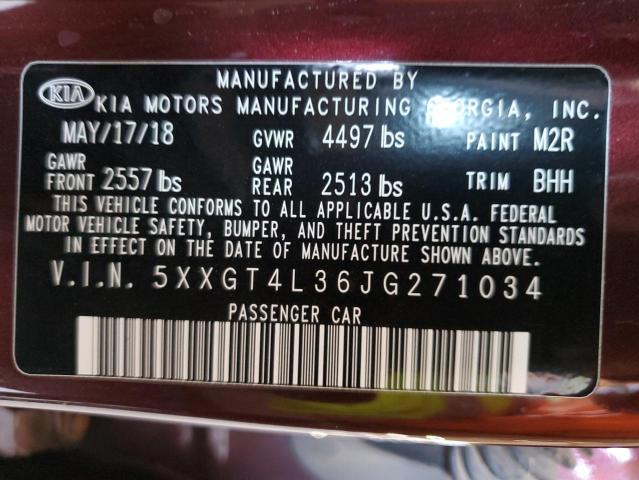 MANUFACTURED BY
KIA KIA MOTORS MANUFACTURING GEORGIA, INC.
MAY/17/18 GVWR 4497 lbs PAINT M2R
GAWR FRONT 2557 lbs GAWR REAR 2513 lbs TRIM BHH
THIS VEHICLE CONFORMS TO ALL APPLICABLE U.S.A. FEDERAL
MOTOR VEHICLE SAFETY, BUMPER, AND THEFT PREVENTION STANDARDS
IN EFFECT ON THE DATE OF MANUFACTURE SHOWN ABOVE.
V.I.N. 5XXGT4L36JG271034
PASSENGER CAR